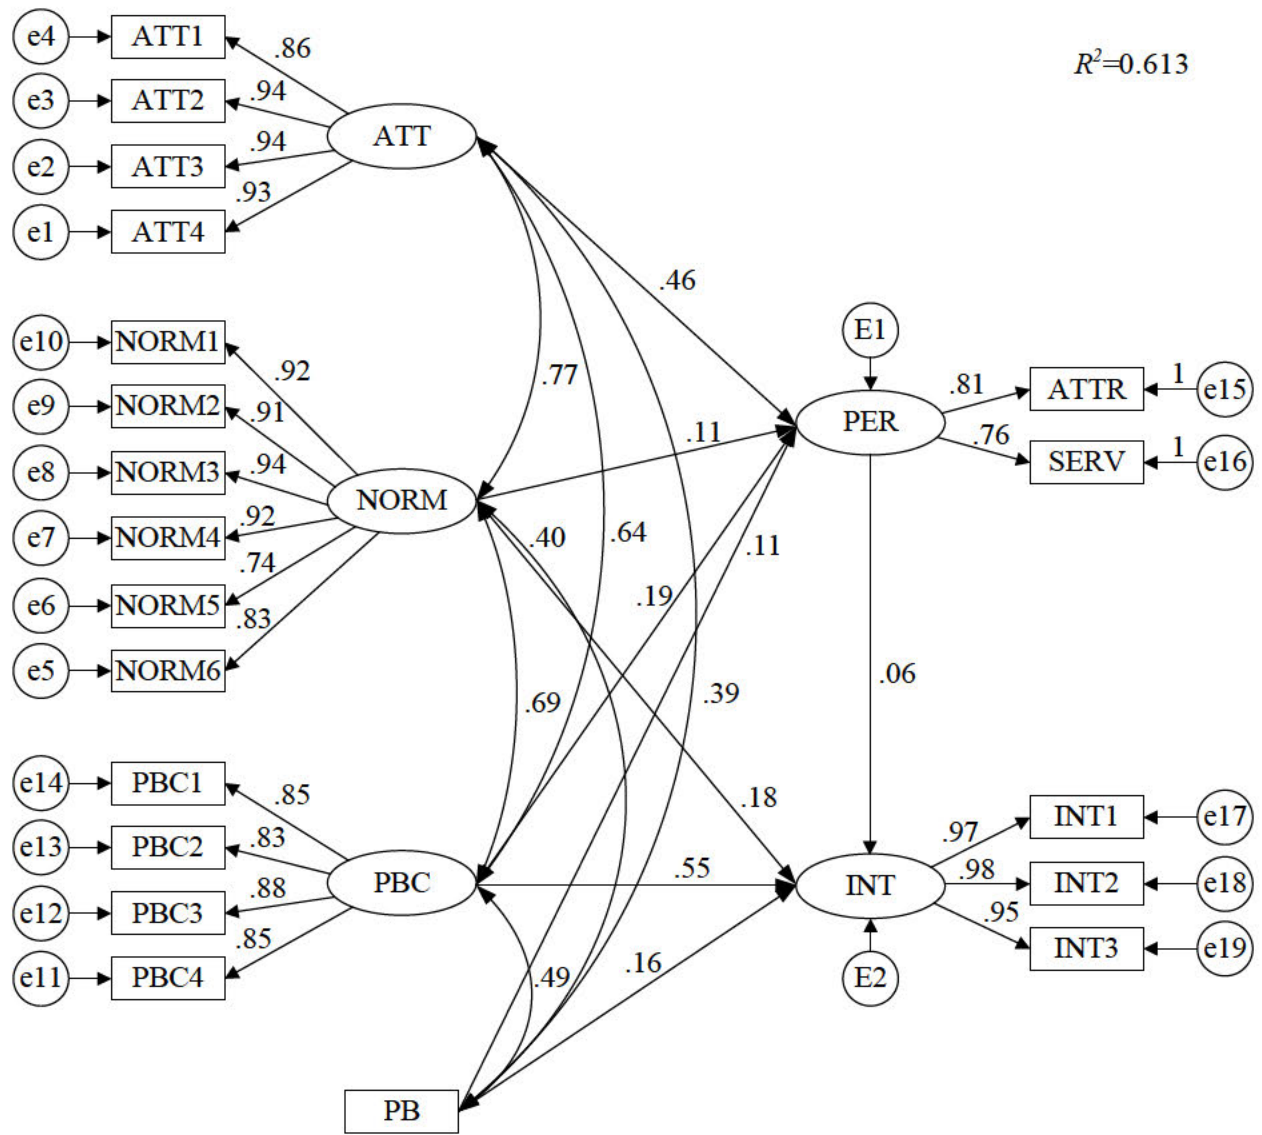 e4 ATT1 .86
R²=0.613
e3 ATT2 .94
ATT
e2 ATT3 .94
e1 ATT4 .93
.46
e10 NORM1 .92
E1
.77
e9 NORM2 .91
PER .81 ATTR 1 e15
.11
e8 NORM3 .94
.76 SERV 1 e16
NORM
e7 NORM4 .92
.40 .64 .11
e6 NORM5 .74
.19
e5 NORM6 .83
.06
.69 .39
e14 PBC1 .85
.18
INT1 .97 e17
e13 PBC2 .83
PBC .55 INT .98 INT2 e18
e12 PBC3 .88
.95 INT3 e19
e11 PBC4 .85
.49 .16 E2
PB